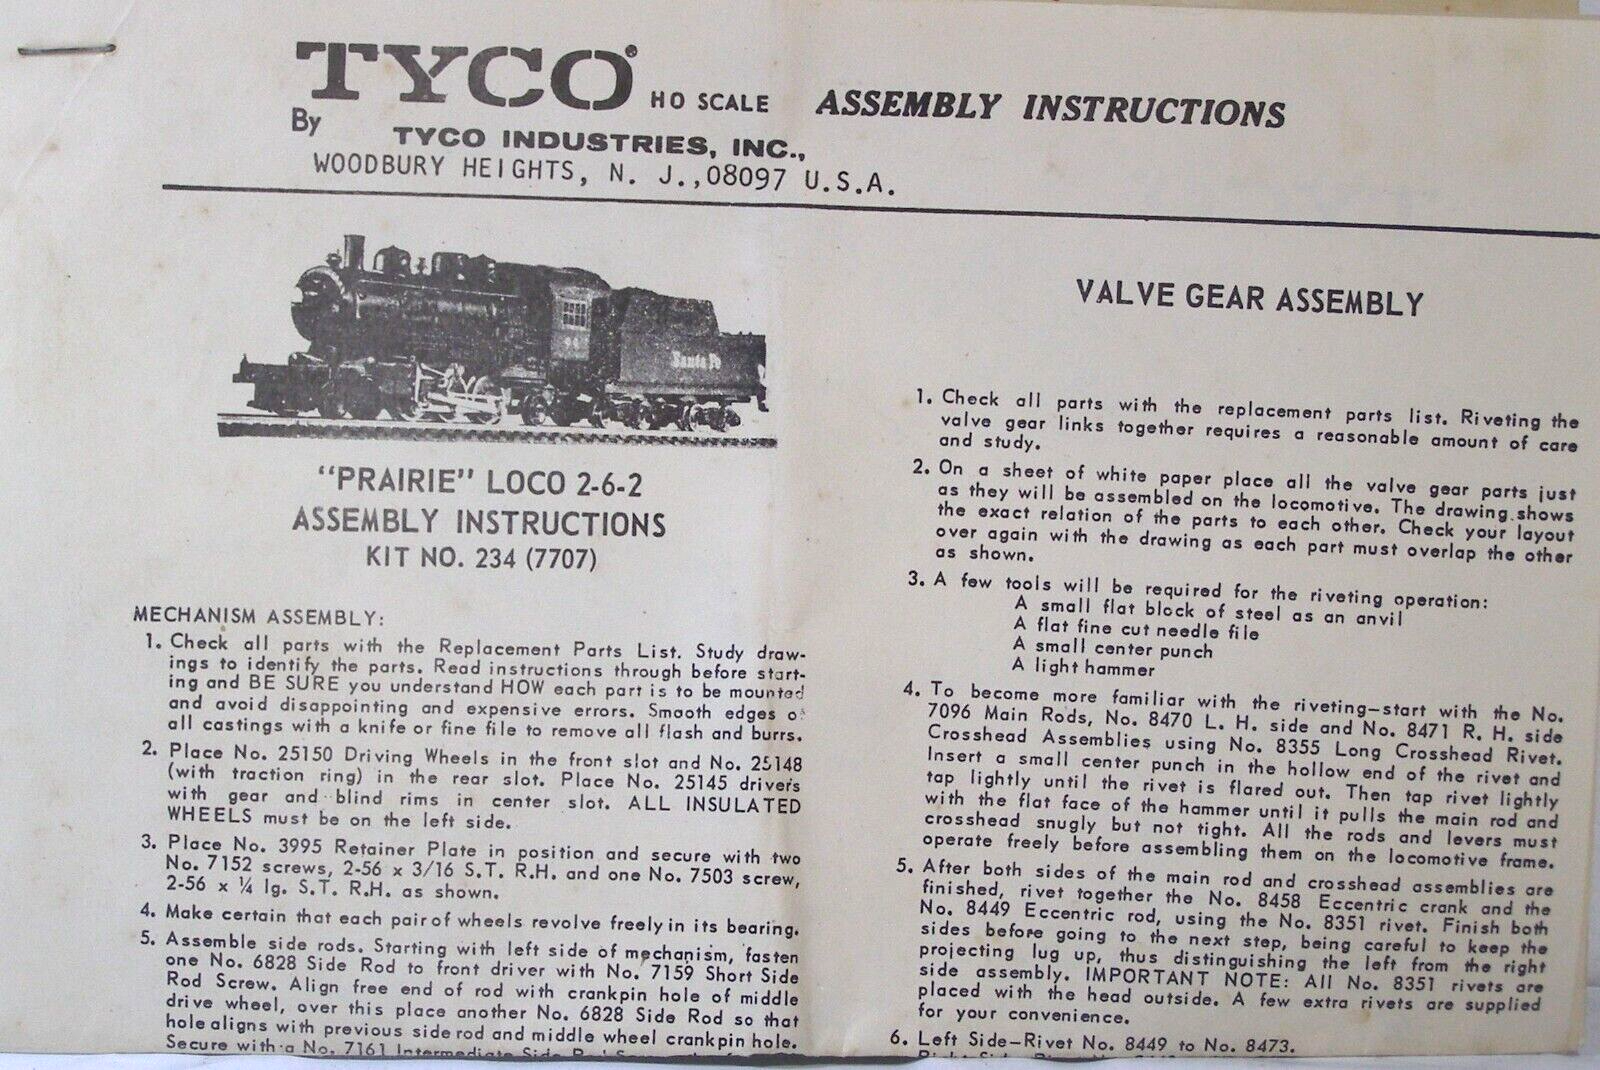 TYCO® HO SCALE ASSEMBLY INSTRUCTIONS
By TYCO INDUSTRIES, INC.,
WOODBURY HEIGHTS, N. J.,08097 U.S.A.
Santa Fe
"PRAIRIE" LOCO 2-6-2
ASSEMBLY INSTRUCTIONS
KIT NO. 234 (7707)
MECHANISM ASSEMBLY:
1. Check all parts with the Replacement Parts List. Study draw-
ings to identify the parts. Read instructions through before start-
ing and BE SURE you understand HOW each part is to be mounted
and avoid disappointing and expensive errors. Smooth edges of
all castings with a knife or fine file to remove all flash and burrs.
2. Place No. 25150 Driving Wheels in the front slot and No. 25148
(with traction ring) in the rear slot. Place No. 25145 drivers
with gear and blind rims in center slot. ALL INSULATED
WHEELS must be on the left side.
3. Place No. 3995 Retainer Plate in position and secure with two
No. 7152 screws, 2-56 x 3/16 S.T. R.H. and one No. 7503 screw,
2-56 x ¼ lg. S.T. R.H. as shown.
4. Make certain that each pair of wheels revolve freely in its bearing.
5. Assemble side rods. Starting with left side of mechanism, fasten
one No. 6828 Side Rod to front driver with No. 7159 Short Side
Rod Screw. Align free end of rod with crankpin hole of middle
drive wheel, over this place another No. 6828 Side Rod so that
hole aligns with previous side rod and middle wheel crankpin hole.
Secure with a No. 7161 Intermediate Side Rod
VALVE GEAR ASSEMBLY
1. Check all parts with the replacement parts list. Riveting the
valve gear links together requires a reasonable amount of care
and study.
2. On a sheet of white paper place all the valve gear parts just
as they will be assembled on the locomotive. The drawing shows
the exact relation of the parts to each other. Check your layout
over again with the drawing as each part must overlap the other
as shown.
3. A few tools will be required for the riveting operation:
A small flat block of steel as an anvil
A flat fine cut needle file
A small center punch
A light hammer
4. To become more familiar with the riveting—start with the No.
7096 Main Rods, No. 8470 L. H. side and No. 8471 R. H. side
Crosshead Assemblies using No. 8355 Long Crosshead Rivet.
Insert a small center punch in the hollow end of the rivet and
tap lightly until the rivet is flared out. Then tap rivet lightly
with the flat face of the hammer until it pulls the main rod and
crosshead snugly but not tight. All the rods and levers must
operate freely before assembling them on the locomotive frame.
5. After both sides of the main rod and crosshead assemblies are
finished, rivet together the No. 8458 Eccentric crank and the
No. 8449 Eccentric rod, using the No. 8351 rivet. Finish both
sides before going to the next step, being careful to keep the
projecting lug up, thus distinguishing the left from the right
side assembly. IMPORTANT NOTE: All No. 8351 rivets are
placed with the head outside. A few extra rivets are supplied
for your convenience.
6. Left Side—Rivet No. 8449 to No. 8473.